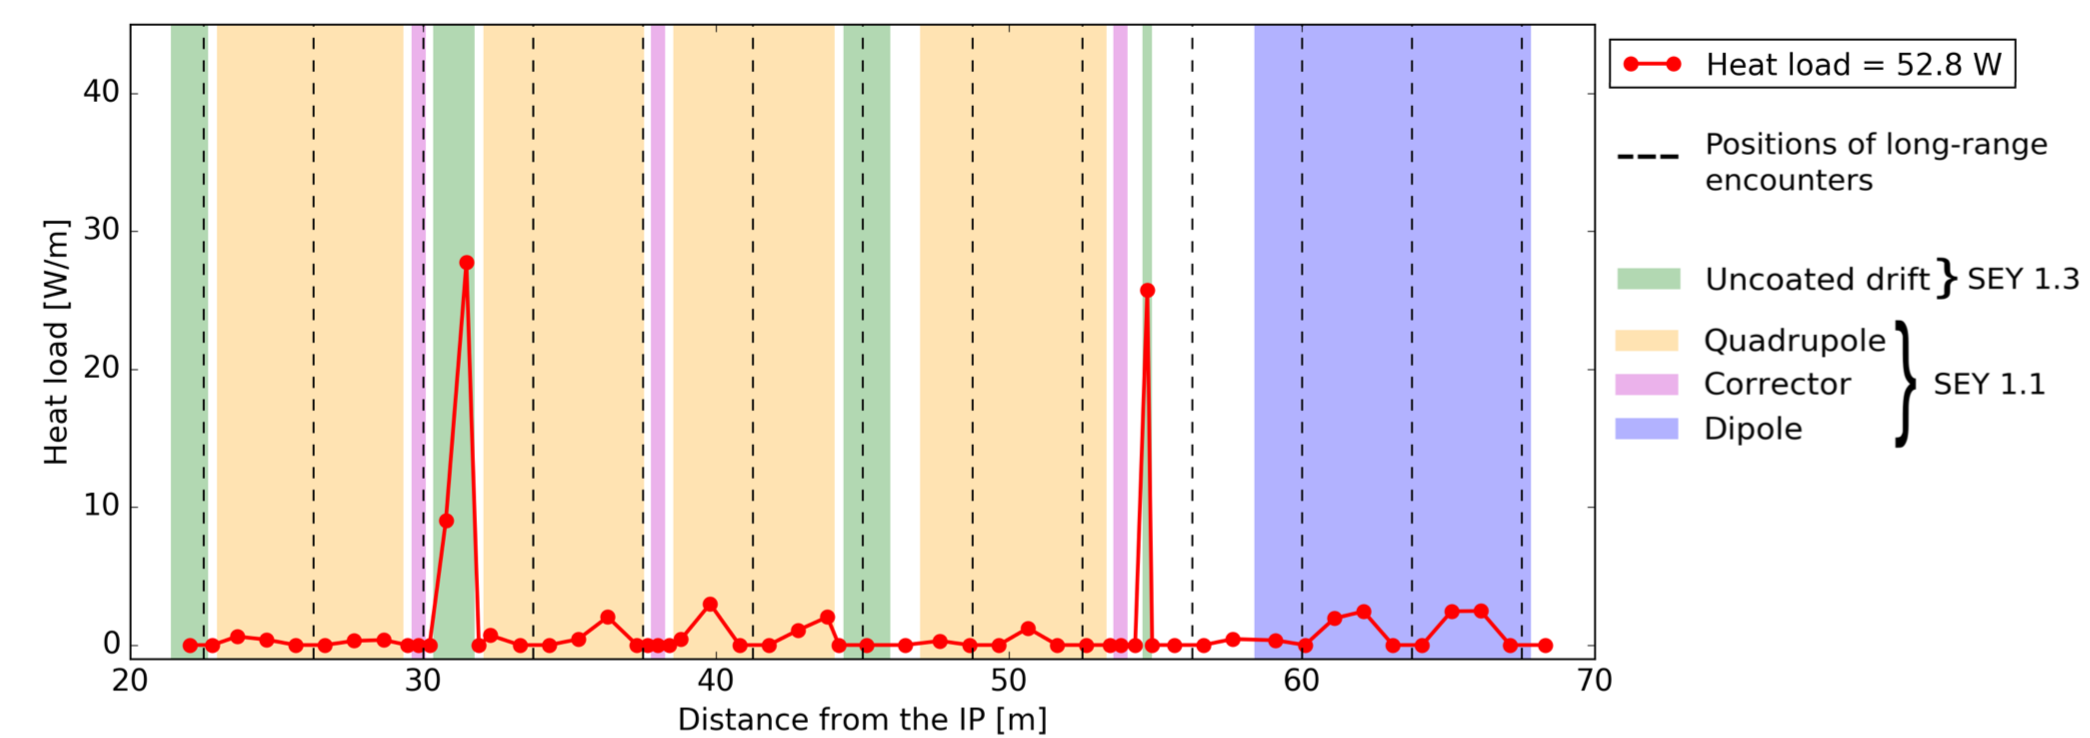 40
30
20
10
0
Heat load [W/m]
20 30 40 50 60 70
Distance from the IP [m]
Heat load = 52.8 W
Positions of long-range
encounters
Uncoated drift } SEY 1.3
Quadrupole
Corrector } SEY 1.1
Dipole